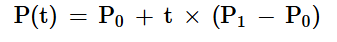 P(t) = P₀ + t × (P₁ − P₀)